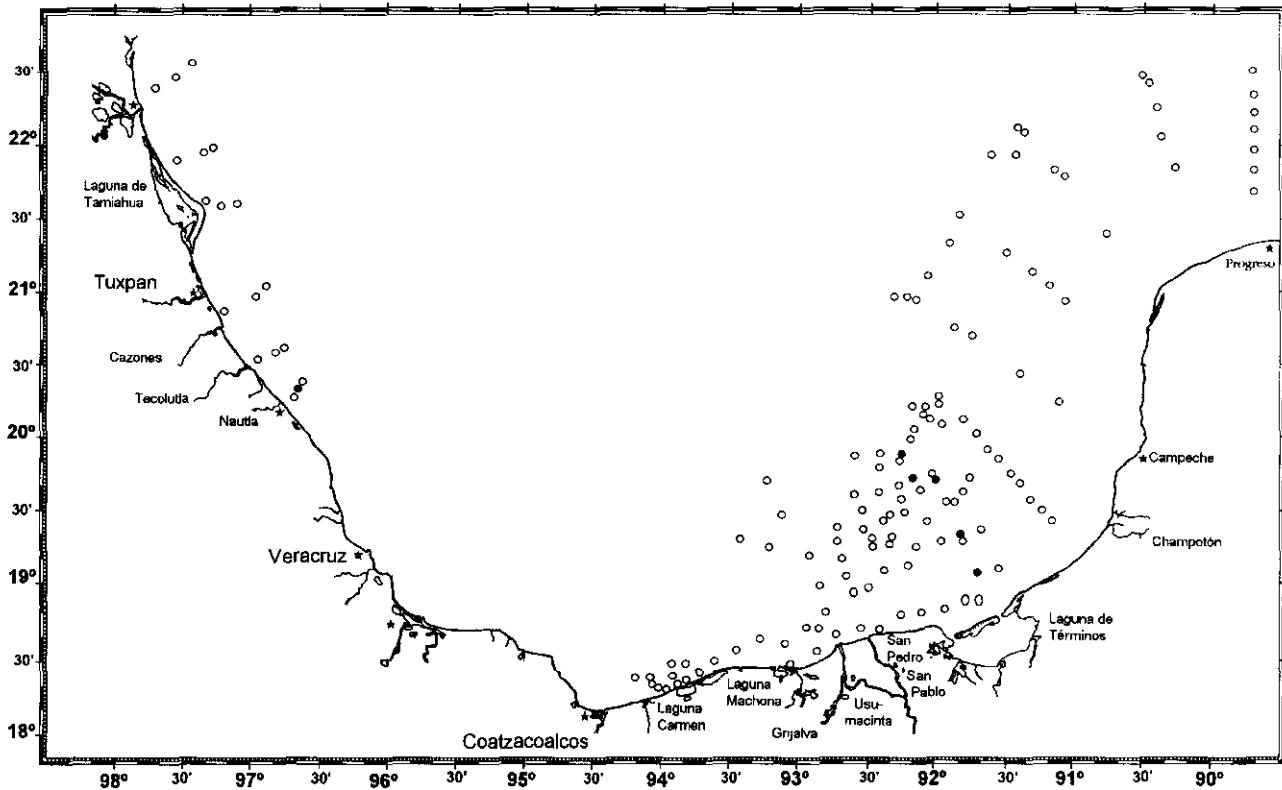 30'
22°
30'
21°
30'
20°
30'
19°
30'
18°
Laguna de
Tamiahua
Tuxpan
Cazones
Tecolutla
Nautla
Veracruz
Coatzacoalcos
Laguna
Carmen
Laguna
Machona
Grijalva
Usu-
macinta
San
Pedro
San
Pablo
Laguna de
Términos
Champotón
Campeche
Progreso
98° 30' 97° 30' 96° 30' 95° 30' 94° 30' 93° 30' 92° 30' 91° 30' 90°